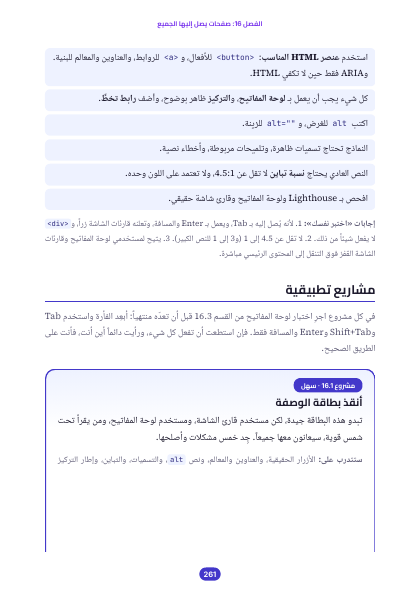 الفصل 16: صفحات يصل إليها الجميع
استخدم عنصر HTML المناسب: <button> للأفعال، و <a> للروابط، والعناوين والمعالم للبنية.
وARIA فقط حين لا تكفي HTML.
كل شيء يجب أن يعمل بـ لوحة المفاتيح، والتركيز ظاهر بوضوح، وأضف رابط تخطٍّ.
اكتب alt للغرض، و alt="" للزينة.
النماذج تحتاج تسميات ظاهرة، وتلميحات مربوطة، وأخطاء نصية.
النص العادي يحتاج نسبة تباين لا تقل عن 4.5:1، ولا تعتمد على اللون وحده.
افحص بـ Lighthouse ولوحة المفاتيح وقارئ شاشة حقيقي.
إجابات «اختبر نفسك»: 1. لأنه يُصل إليه بـ Tab، ويعمل بـ Enter والمسافة، وتعلنه قارئات الشاشة زراً، و <div>
لا يفعل شيئاً من ذلك. 2. لا تقل عن 4.5 إلى 1 (و3 إلى 1 للنص الكبير). 3. يتيح لمستخدمي لوحة المفاتيح وقارئات
الشاشة القفز فوق التنقل إلى المحتوى الرئيسي مباشرة.
مشاريع تطبيقية
في كل مشروع اجرِ اختبار لوحة المفاتيح من القسم 16.3 قبل أن تعدّه منتهياً: أبعِد الفأرة واستخدم Tab
وShift+Tab وEnter والمسافة فقط. فإن استطعت أن تفعل كل شيء، ورأيت دائماً أين أنت، فأنت على
الطريق الصحيح.
مشروع 16.1 · سهل
أنقذ بطاقة الوصفة
تبدو هذه البطاقة جيدة، لكن مستخدم قارئ الشاشة، ومستخدم لوحة المفاتيح، ومن يقرأ تحت
شمس قوية، سيعانون معها جميعاً. جِد خمس مشكلات وأصلحها.
ستتدرب على: الأزرار الحقيقية، والعناوين والمعالم، ونص alt، والتسميات، والتباين، وإطار التركيز
261